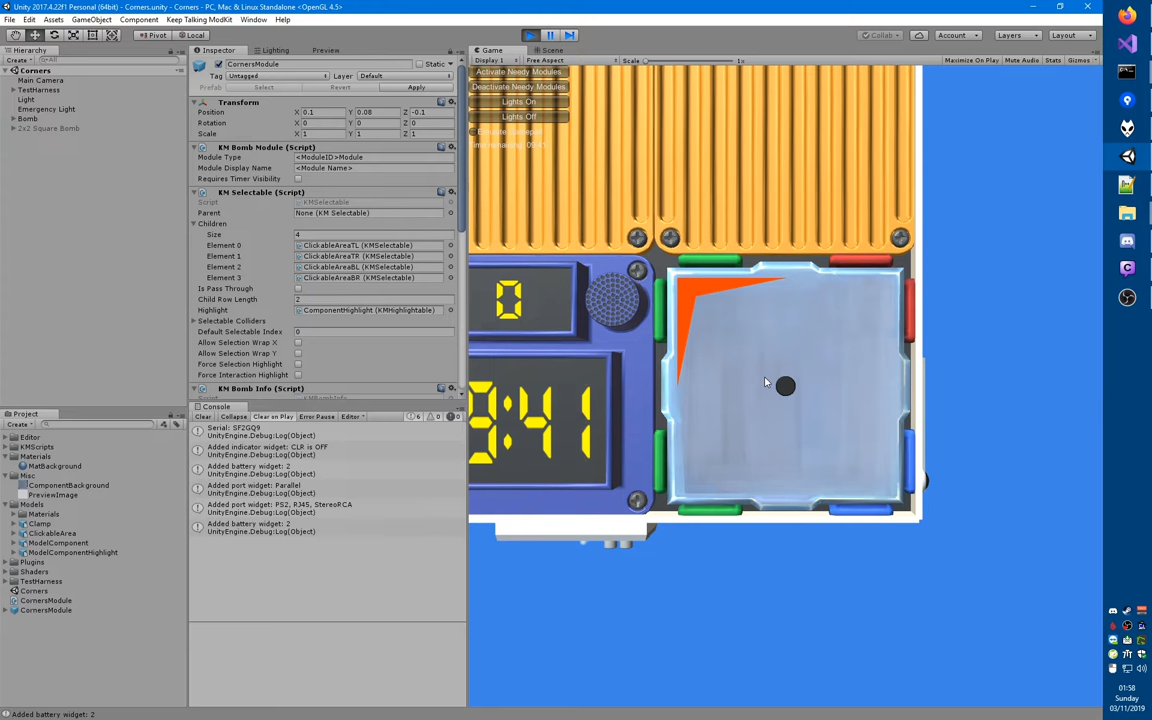 Unity 2017.4.22f1 Personal (64bit) - Corners.unity - Corners - PC, Mac & Linux Standalone <OpenGL 4.5>
File Edit Assets GameObject Component Keep Talking ModKit Window Help
Pivot Local Collab Account Layers Layout
Hierarchy
Create All
Corners
Main Camera
TestHarness
Light
Emergency Light
Bomb
2x2 Square Bomb
Project
Create
Editor
KMScripts
Materials
MatBackground
Misc
ComponentBackground
PreviewImage
Models
Materials
Clamp
ClickableArea
ModelComponent
ModelComponentHighlight
Plugins
Shaders
TestHarness
Corners
CornersModule
CornersModule
Inspector Lighting Preview
CornersModule Static
Tag Untagged Layer Default
Prefab Select Revert Apply
Transform
Position X 0.1 Y 0.08 Z -0.1
Rotation X 0 Y 0 Z 0
Scale X 1 Y 1 Z 1
KM Bomb Module (Script)
Module Type <ModuleID>Module
Module Display Name <Module Name>
Requires Timer Visibility
KM Selectable (Script)
Script KMSelectable
Parent None (KM Selectable)
Children
Size 4
Element 0 ClickableAreaTL (KMSelectable)
Element 1 ClickableAreaTR (KMSelectable)
Element 2 ClickableAreaBL (KMSelectable)
Element 3 ClickableAreaBR (KMSelectable)
Is Pass Through
Child Row Length 2
Highlight ComponentHighlight (KMHighlightable)
Selectable Colliders
Default Selectable Index 0
Allow Selection Wrap X
Allow Selection Wrap Y
Force Selection Highlight
Force Interaction Highlight
KM Bomb Info (Script)
Console
Clear Collapse Clear on Play Error Pause Editor 6 0 0
Serial: SF2GQ9
UnityEngine.Debug:Log(Object)
Added indicator widget: CLR is OFF
UnityEngine.Debug:Log(Object)
Added battery widget: 2
UnityEngine.Debug:Log(Object)
Added port widget: Parallel
UnityEngine.Debug:Log(Object)
Added port widget: PS2, RJ45, StereoRCA
UnityEngine.Debug:Log(Object)
Added battery widget: 2
UnityEngine.Debug:Log(Object)
Game Scene
Display 1 Free Aspect Scale 1x Maximize On Play Mute Audio Stats Gizmos
Activate Needy Modules
Deactivate Needy Modules
Lights On
Lights Off
Time remaining:
0
9:41
01:58
Sunday
03/11/2019
Added battery widget: 2